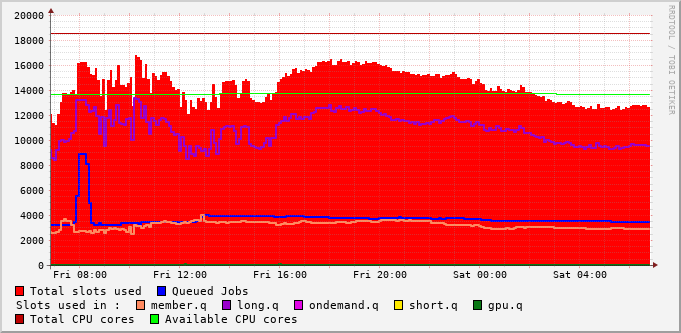 20000
18000
16000
14000
12000
10000
8000
6000
4000
2000
0
Fri 08:00 Fri 12:00 Fri 16:00 Fri 20:00 Sat 00:00 Sat 04:00
RRDTOOL / TOBI OETIKER
Total slots used Queued Jobs
Slots used in : member.q long.q ondemand.q short.q gpu.q
Total CPU cores Available CPU cores